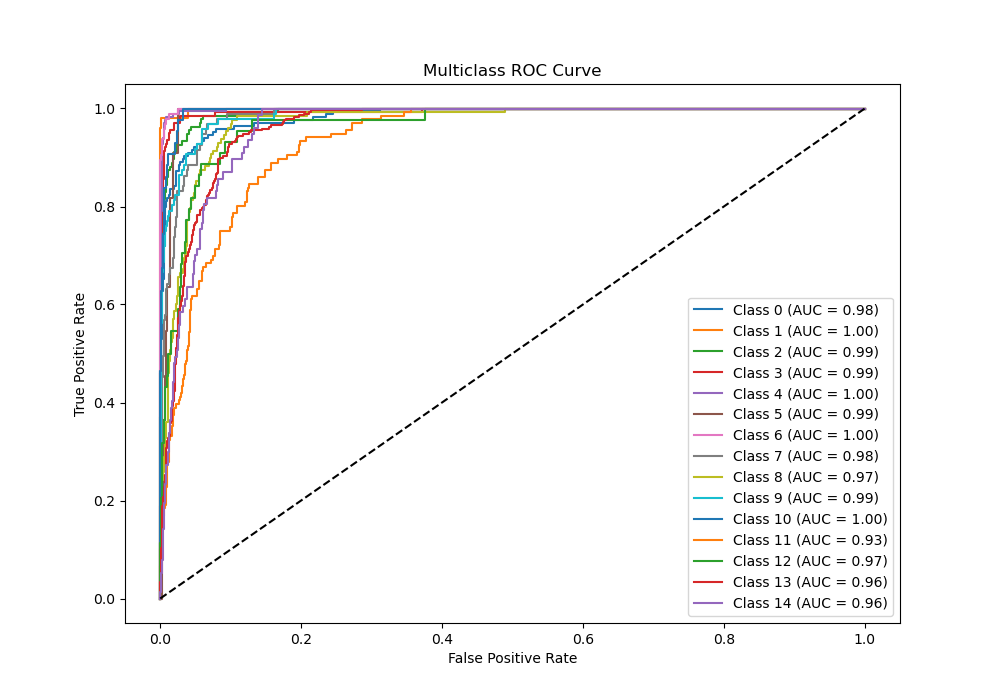 Multiclass ROC Curve
1.0
0.8
0.6
0.4
0.2
0.0
True Positive Rate
Class 0 (AUC = 0.98)
Class 1 (AUC = 1.00)
Class 2 (AUC = 0.99)
Class 3 (AUC = 0.99)
Class 4 (AUC = 1.00)
Class 5 (AUC = 0.99)
Class 6 (AUC = 1.00)
Class 7 (AUC = 0.98)
Class 8 (AUC = 0.97)
Class 9 (AUC = 0.99)
Class 10 (AUC = 1.00)
Class 11 (AUC = 0.93)
Class 12 (AUC = 0.97)
Class 13 (AUC = 0.96)
Class 14 (AUC = 0.96)
0.0 0.2 0.4 0.6 0.8 1.0
False Positive Rate